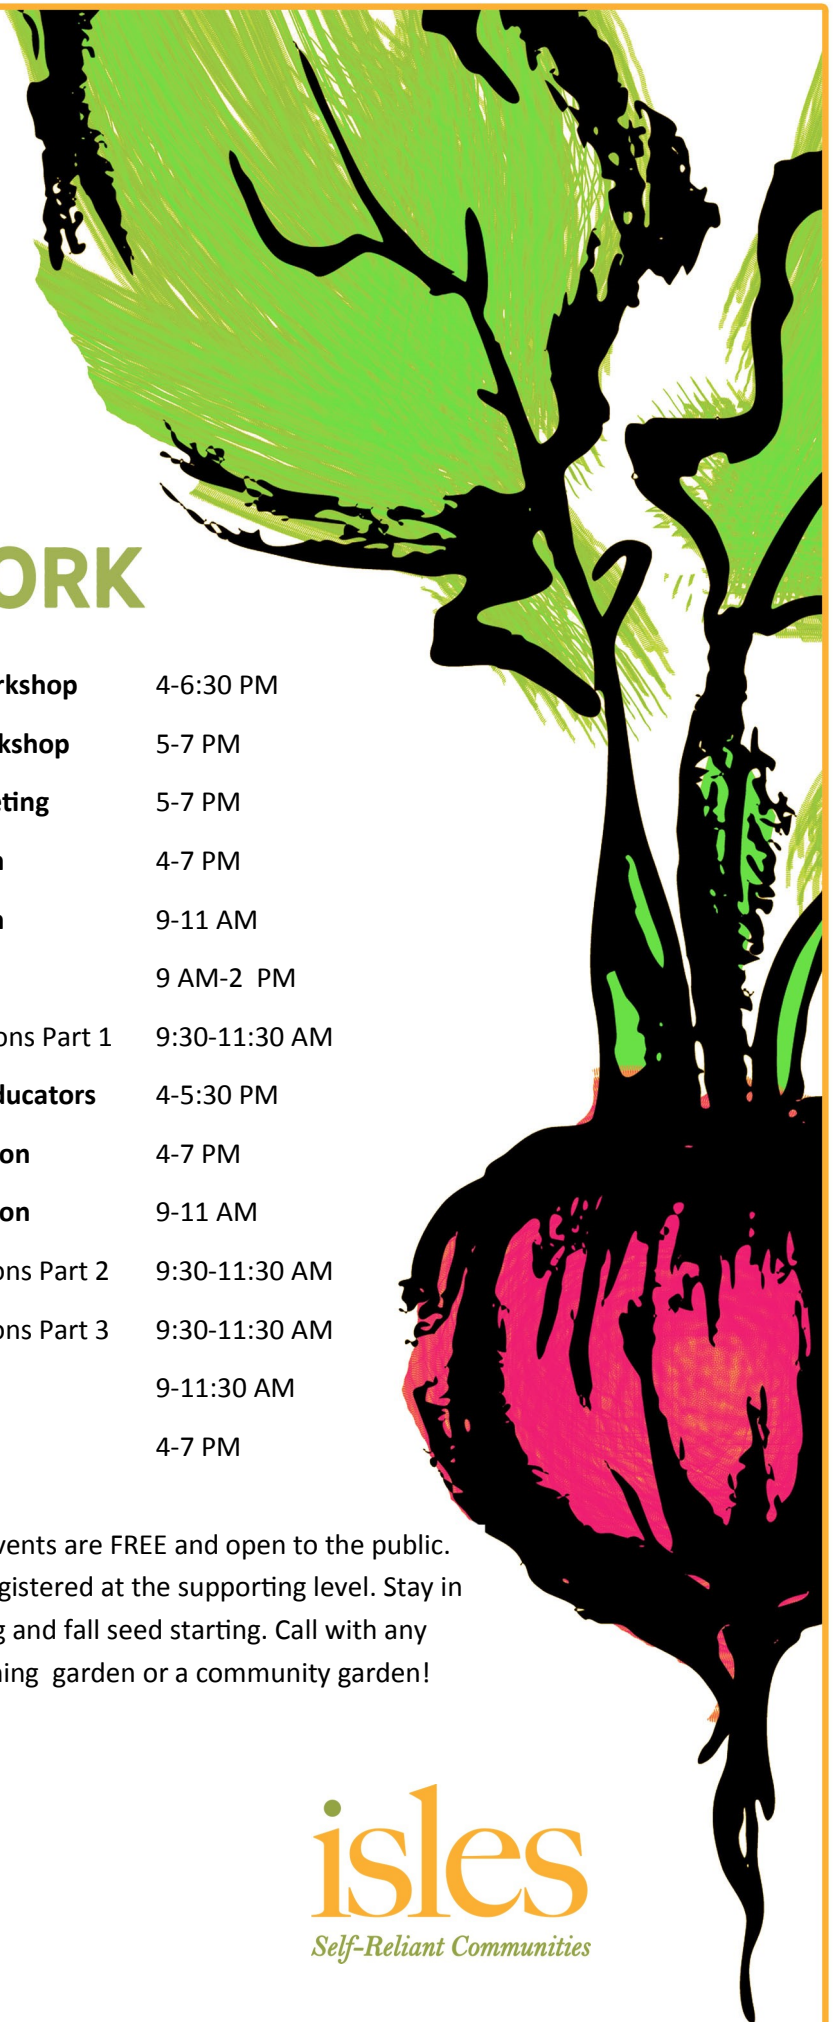 ORK
rkshop 4-6:30 PM
kshop 5-7 PM
eting 5-7 PM
n 4-7 PM
n 9-11 AM
9 AM-2  PM
ons Part 1 9:30-11:30 AM
ducators 4-5:30 PM
on 4-7 PM
on 9-11 AM
ons Part 2 9:30-11:30 AM
ons Part 3 9:30-11:30 AM
9-11:30 AM
4-7 PM
vents are FREE and open to the public.
gistered at the supporting level. Stay in
g and fall seed starting. Call with any
ning  garden or a community garden!
isles
Self-Reliant Communities